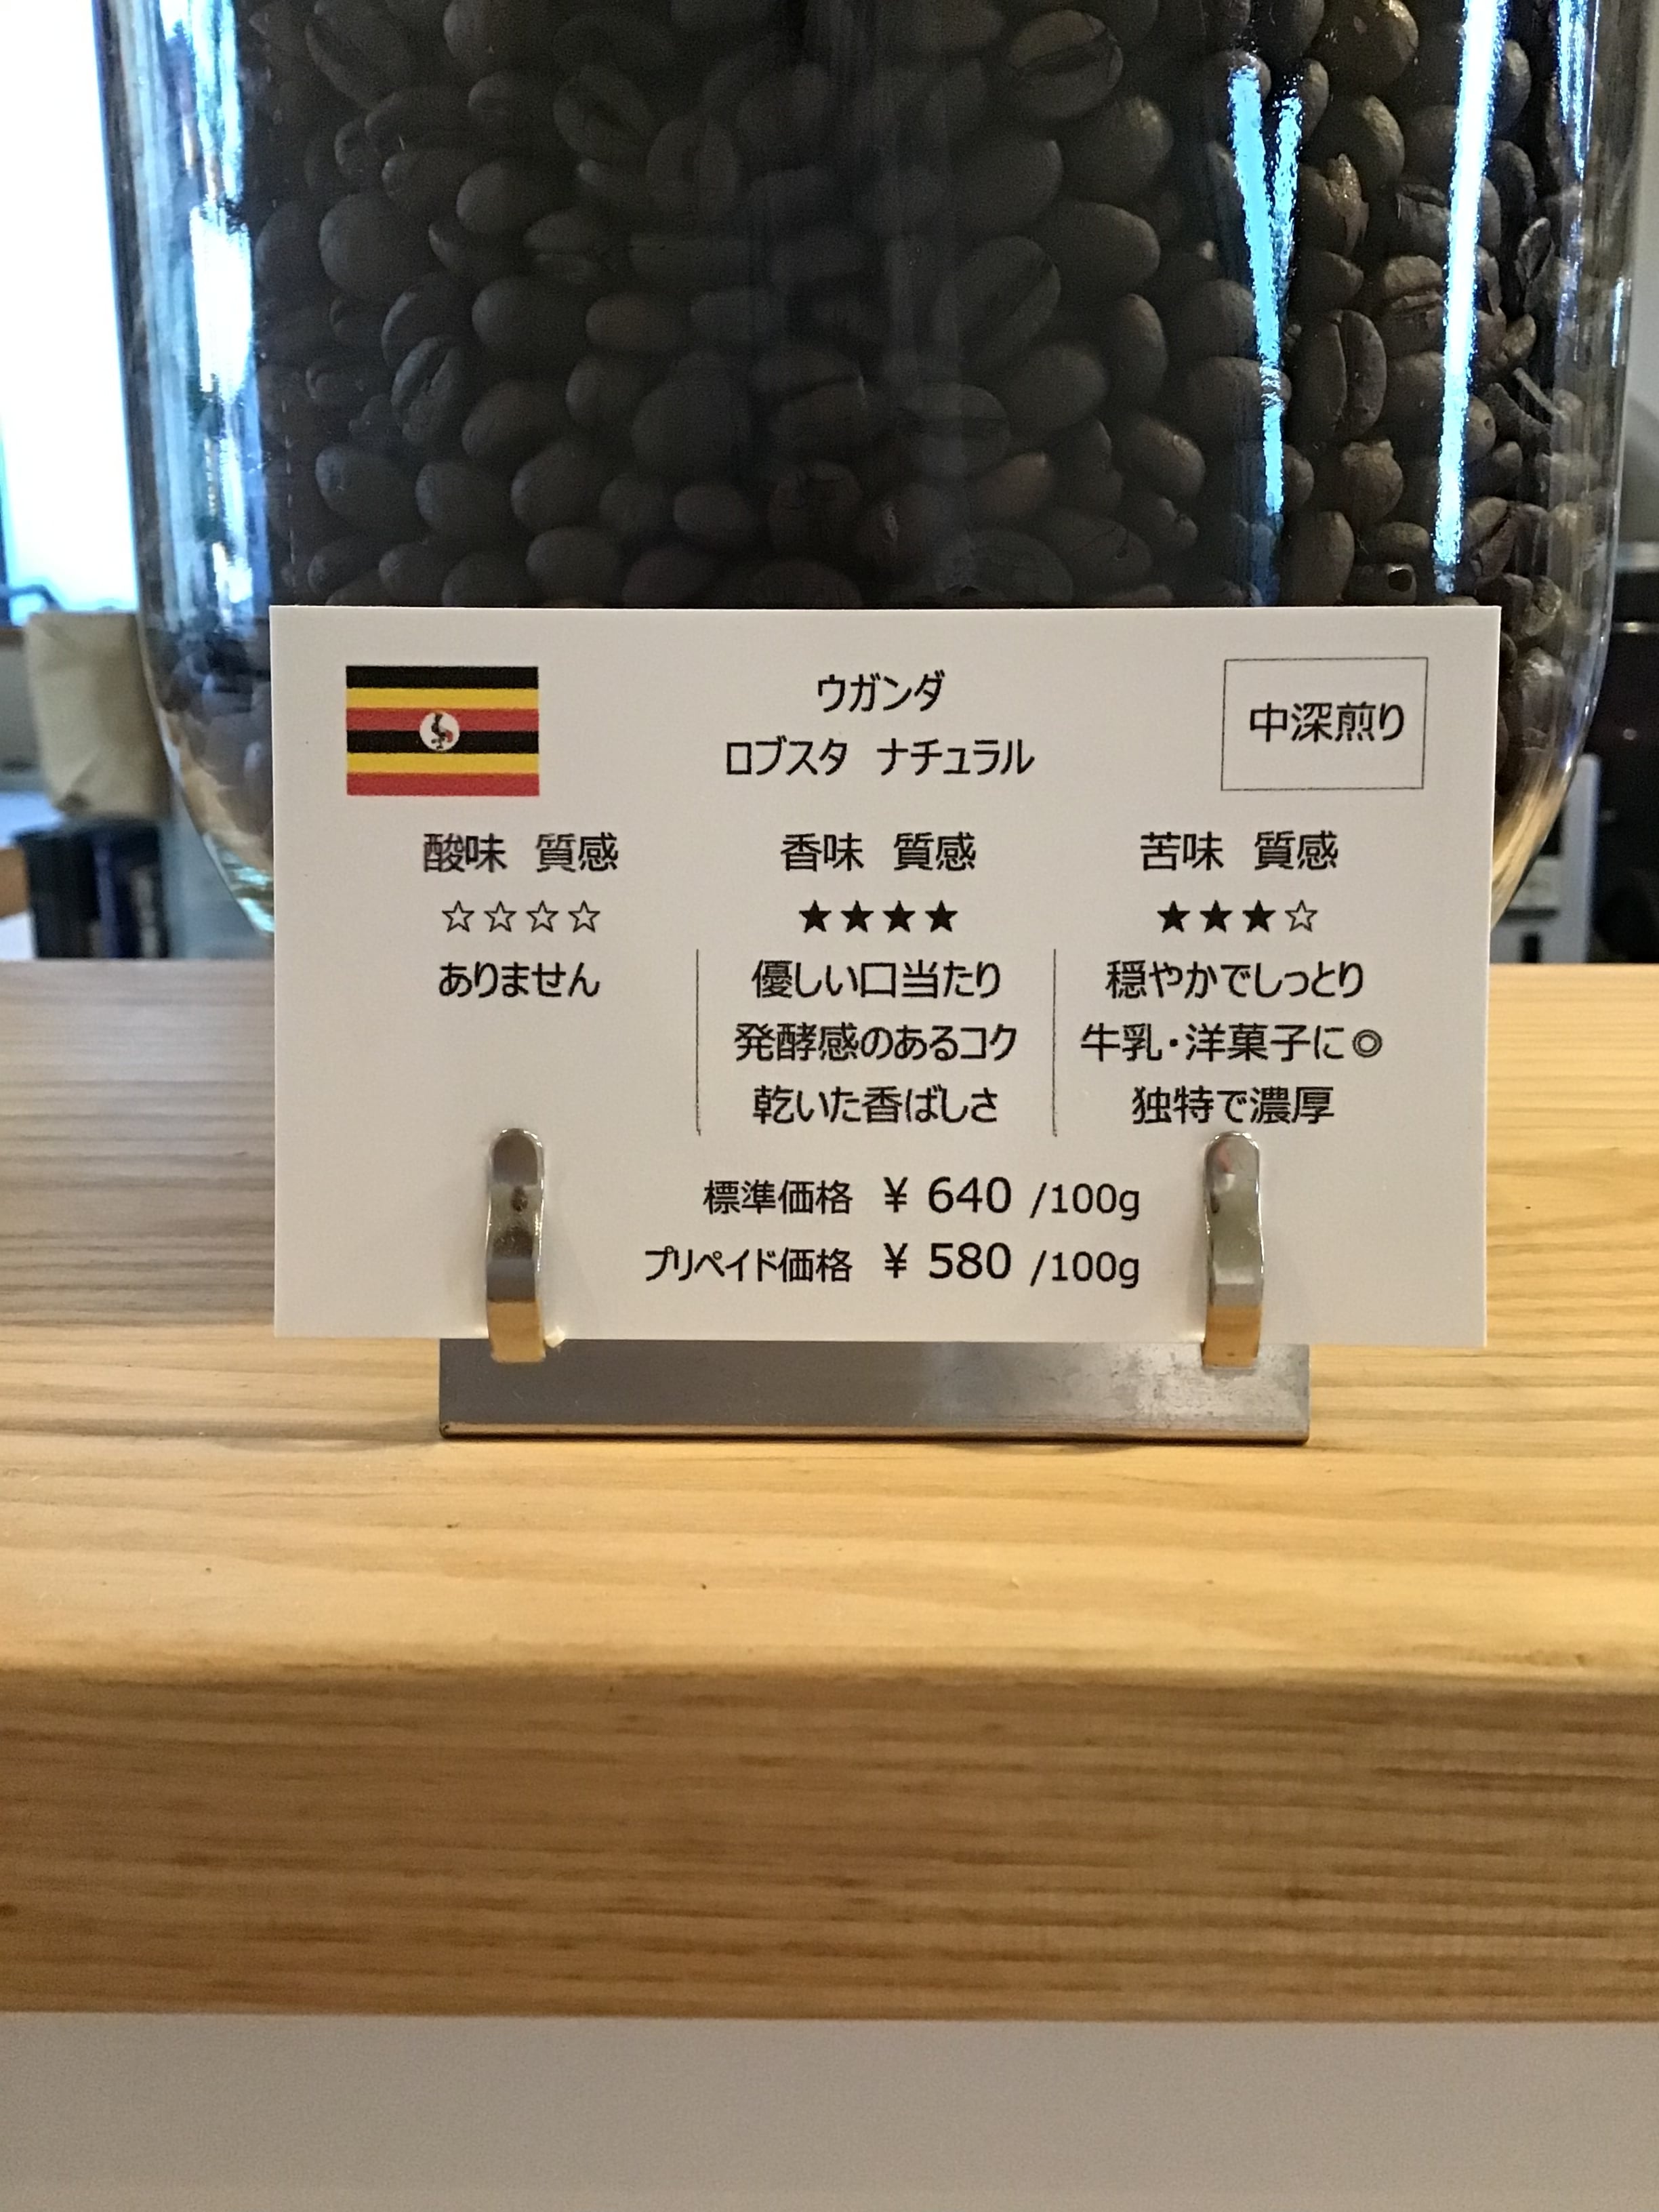 ウガンダ
ロブスタ ナチュラル
中深煎り
酸味 質感
☆☆☆☆
ありません
香味 質感
★★★★
優しい口当たり
発酵感のあるコク
乾いた香ばしさ
苦味 質感
★★★☆
穏やかでしっとり
牛乳・洋菓子に◎
独特で濃厚
標準価格 ¥ 640 /100g
プリペイド価格 ¥ 580 /100g